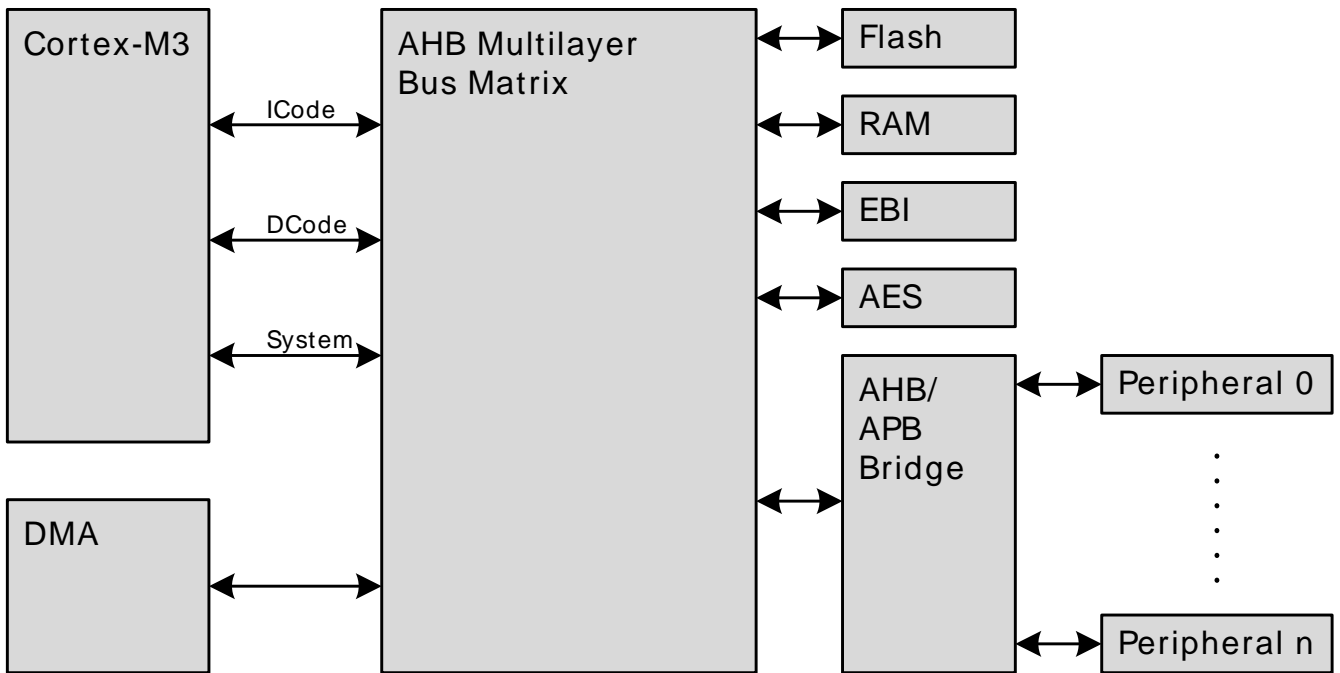 Cortex-M3
ICode
DCode
System
DMA
AHB Multilayer
Bus Matrix
Flash
RAM
EBI
AES
AHB/
APB
Bridge
Peripheral 0
Peripheral n